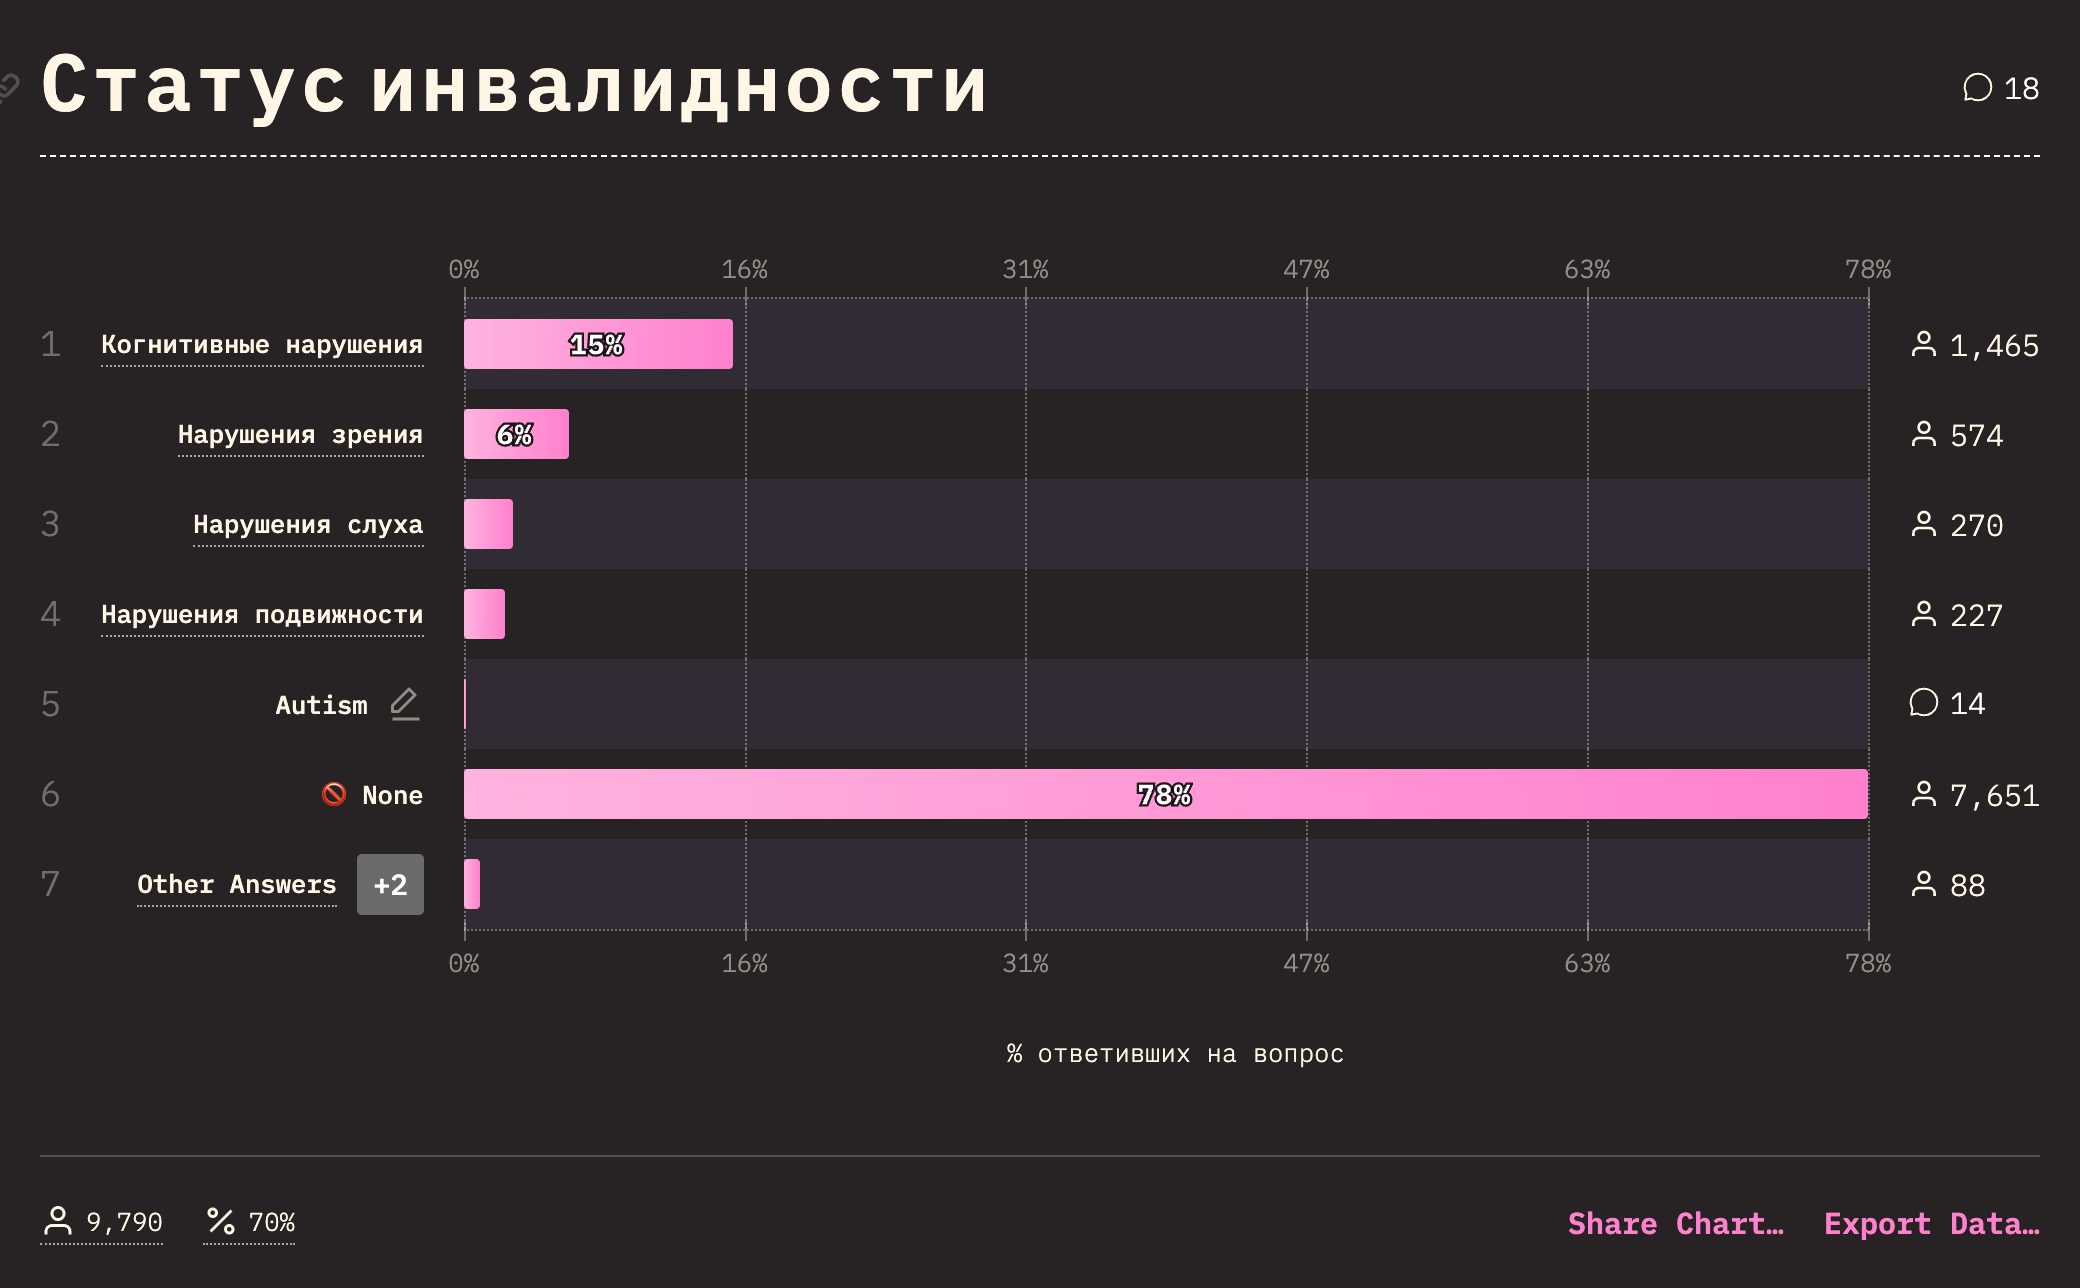 Статус инвалидности
18
0% 16% 31% 47% 63% 78%
1 Когнитивные нарушения 15% 1,465
2 Нарушения зрения 6% 574
3 Нарушения слуха 270
4 Нарушения подвижности 227
5 Autism 14
6 🚫 None 78% 7,651
7 Other Answers +2 88
0% 16% 31% 47% 63% 78%
% ответивших на вопрос
9,790 70% Share Chart… Export Data…